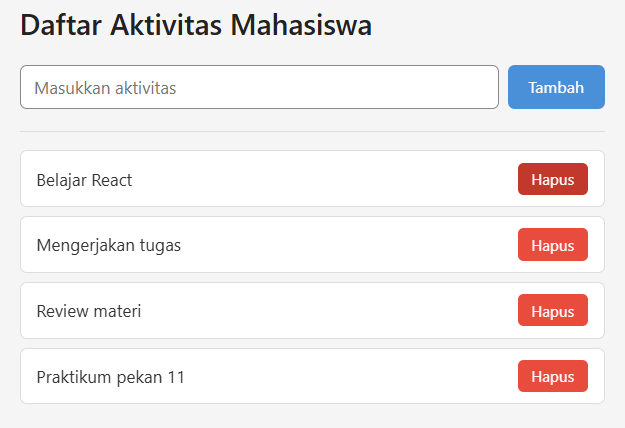 Daftar Aktivitas Mahasiswa
Masukkan aktivitas Tambah
Belajar React Hapus
Mengerjakan tugas Hapus
Review materi Hapus
Praktikum pekan 11 Hapus